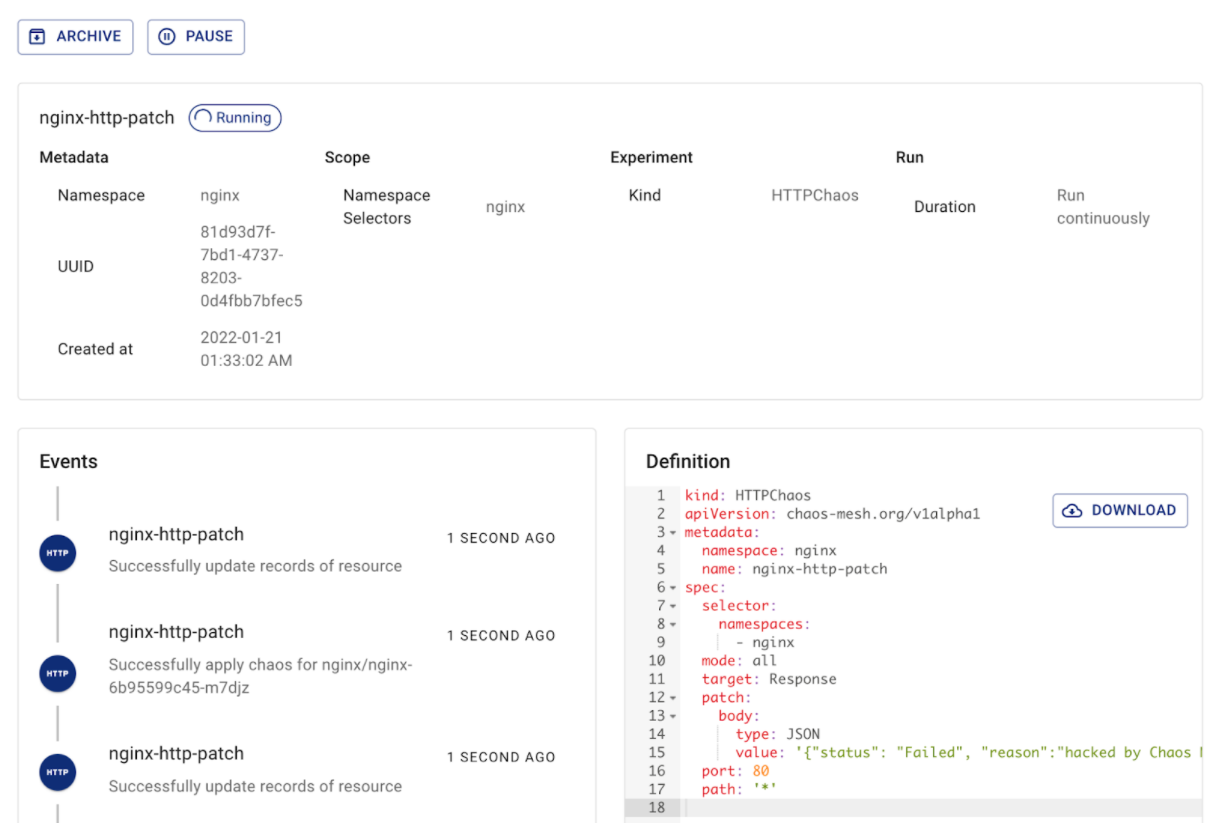 ARCHIVE PAUSE
nginx-http-patch Running
Metadata
Namespace nginx
UUID 81d93d7f-
7bd1-4737-
8203-
0d4fbb7bfec5
Created at 2022-01-21
01:33:02 AM
Scope
Namespace
Selectors nginx
Experiment
Kind HTTPChaos
Run
Duration Run
continuously
Events
HTTP nginx-http-patch 1 SECOND AGO
Successfully update records of resource
HTTP nginx-http-patch 1 SECOND AGO
Successfully apply chaos for nginx/nginx-
6b95599c45-m7djz
HTTP nginx-http-patch 1 SECOND AGO
Successfully update records of resource
Definition
DOWNLOAD
1 kind: HTTPChaos
2 apiVersion: chaos-mesh.org/v1alpha1
3 metadata:
4 namespace: nginx
5 name: nginx-http-patch
6 spec:
7 selector:
8 namespaces:
9 - nginx
10 mode: all
11 target: Response
12 patch:
13 body:
14 type: JSON
15 value: '{"status": "Failed", "reason":"hacked by Chaos
16 port: 80
17 path: '*'
18